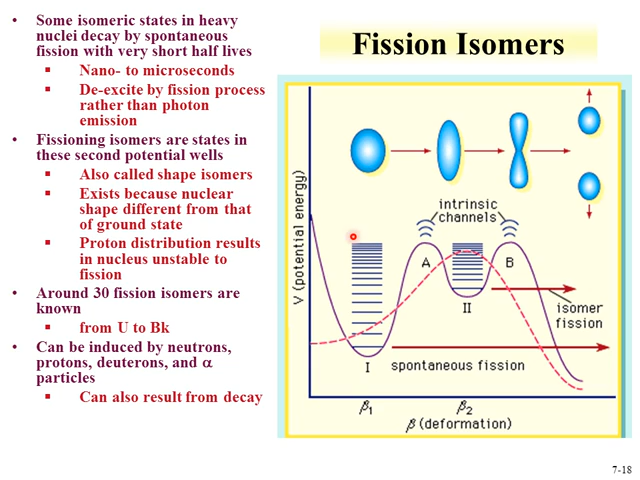 Fission Isomers
• Some isomeric states in heavy
nuclei decay by spontaneous
fission with very short half lives
▪ Nano- to microseconds
▪ De-excite by fission process
rather than photon
emission
• Fissioning isomers are states in
these second potential wells
▪ Also called shape isomers
▪ Exists because nuclear
shape different from that
of ground state
▪ Proton distribution results
in nucleus unstable to
fission
• Around 30 fission isomers are
known
▪ from U to Bk
• Can be induced by neutrons,
protons, deuterons, and α
particles
▪ Can also result from decay
V (potential energy)
intrinsic
channels
A
B
II
isomer
fission
I
spontaneous fission
β1
β2
β (deformation)
7-18